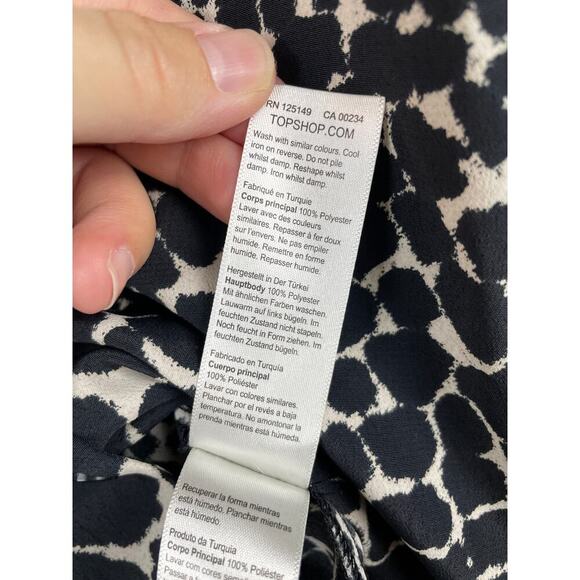 RN 125149 CA 00234
TOPSHOP.COM
Wash with similar colours. Cool
iron on reverse. Do not pile
whilst damp. Reshape whilst
damp. Iron whilst damp.
Fabriqué en Turquie
Corps principal 100% Polyester
Laver avec des couleurs
similaires. Repasser à fer doux
sur l'envers. Ne pas empiler
humide. Remettre en forme
humide. Repasser humide.
Hergestellt in Der Türkei
Hauptbody 100% Polyester
Mit ähnlichen Farben waschen.
Lauwarm auf links bügeln. Im
feuchten Zustand nicht stapeln.
Noch feucht in Form ziehen. Im
feuchten Zustand bügeln.
Fabricado en Turquía
Cuerpo principal
100% Poliéster
Lavar con colores similares.
Planchar por el revés a baja
temperatura. No amontonar la
prenda mientras está húmeda.
Recuperar la forma mientras
está húmedo. Planchar mientras
está húmedo.
Produto da Turquia
Corpo Principal 100% Poliéster
Lavar com cores sem
Passar a